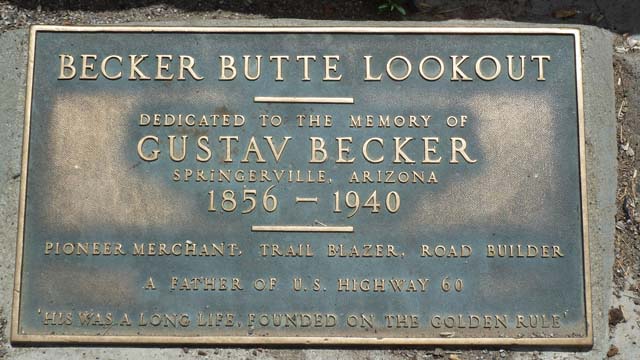 BECKER BUTTE LOOKOUT
DEDICATED TO THE MEMORY OF
GUSTAV BECKER
SPRINGERVILLE, ARIZONA
1856 — 1940
PIONEER MERCHANT, TRAIL BLAZER, ROAD BUILDER
A FATHER OF U.S. HIGHWAY 60
'HIS WAS A LONG LIFE, FOUNDED ON THE GOLDEN RULE'